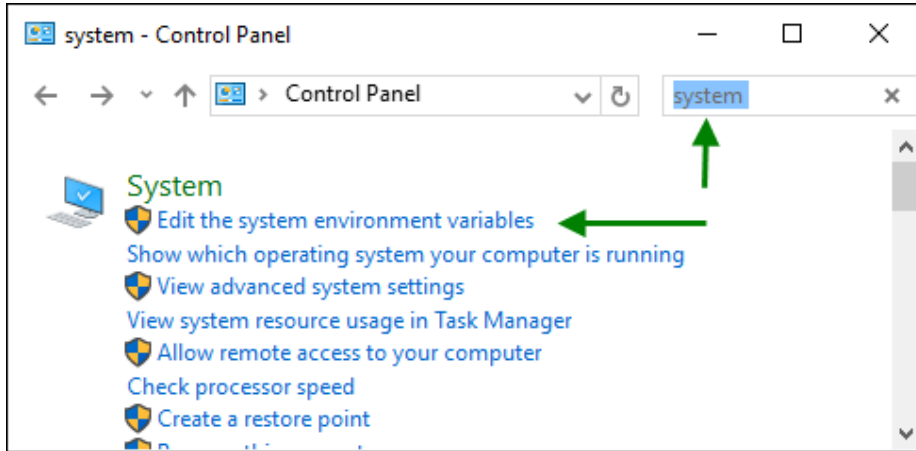 system - Control Panel
Control Panel
system
System
Edit the system environment variables
Show which operating system your computer is running
View advanced system settings
View system resource usage in Task Manager
Allow remote access to your computer
Check processor speed
Create a restore point